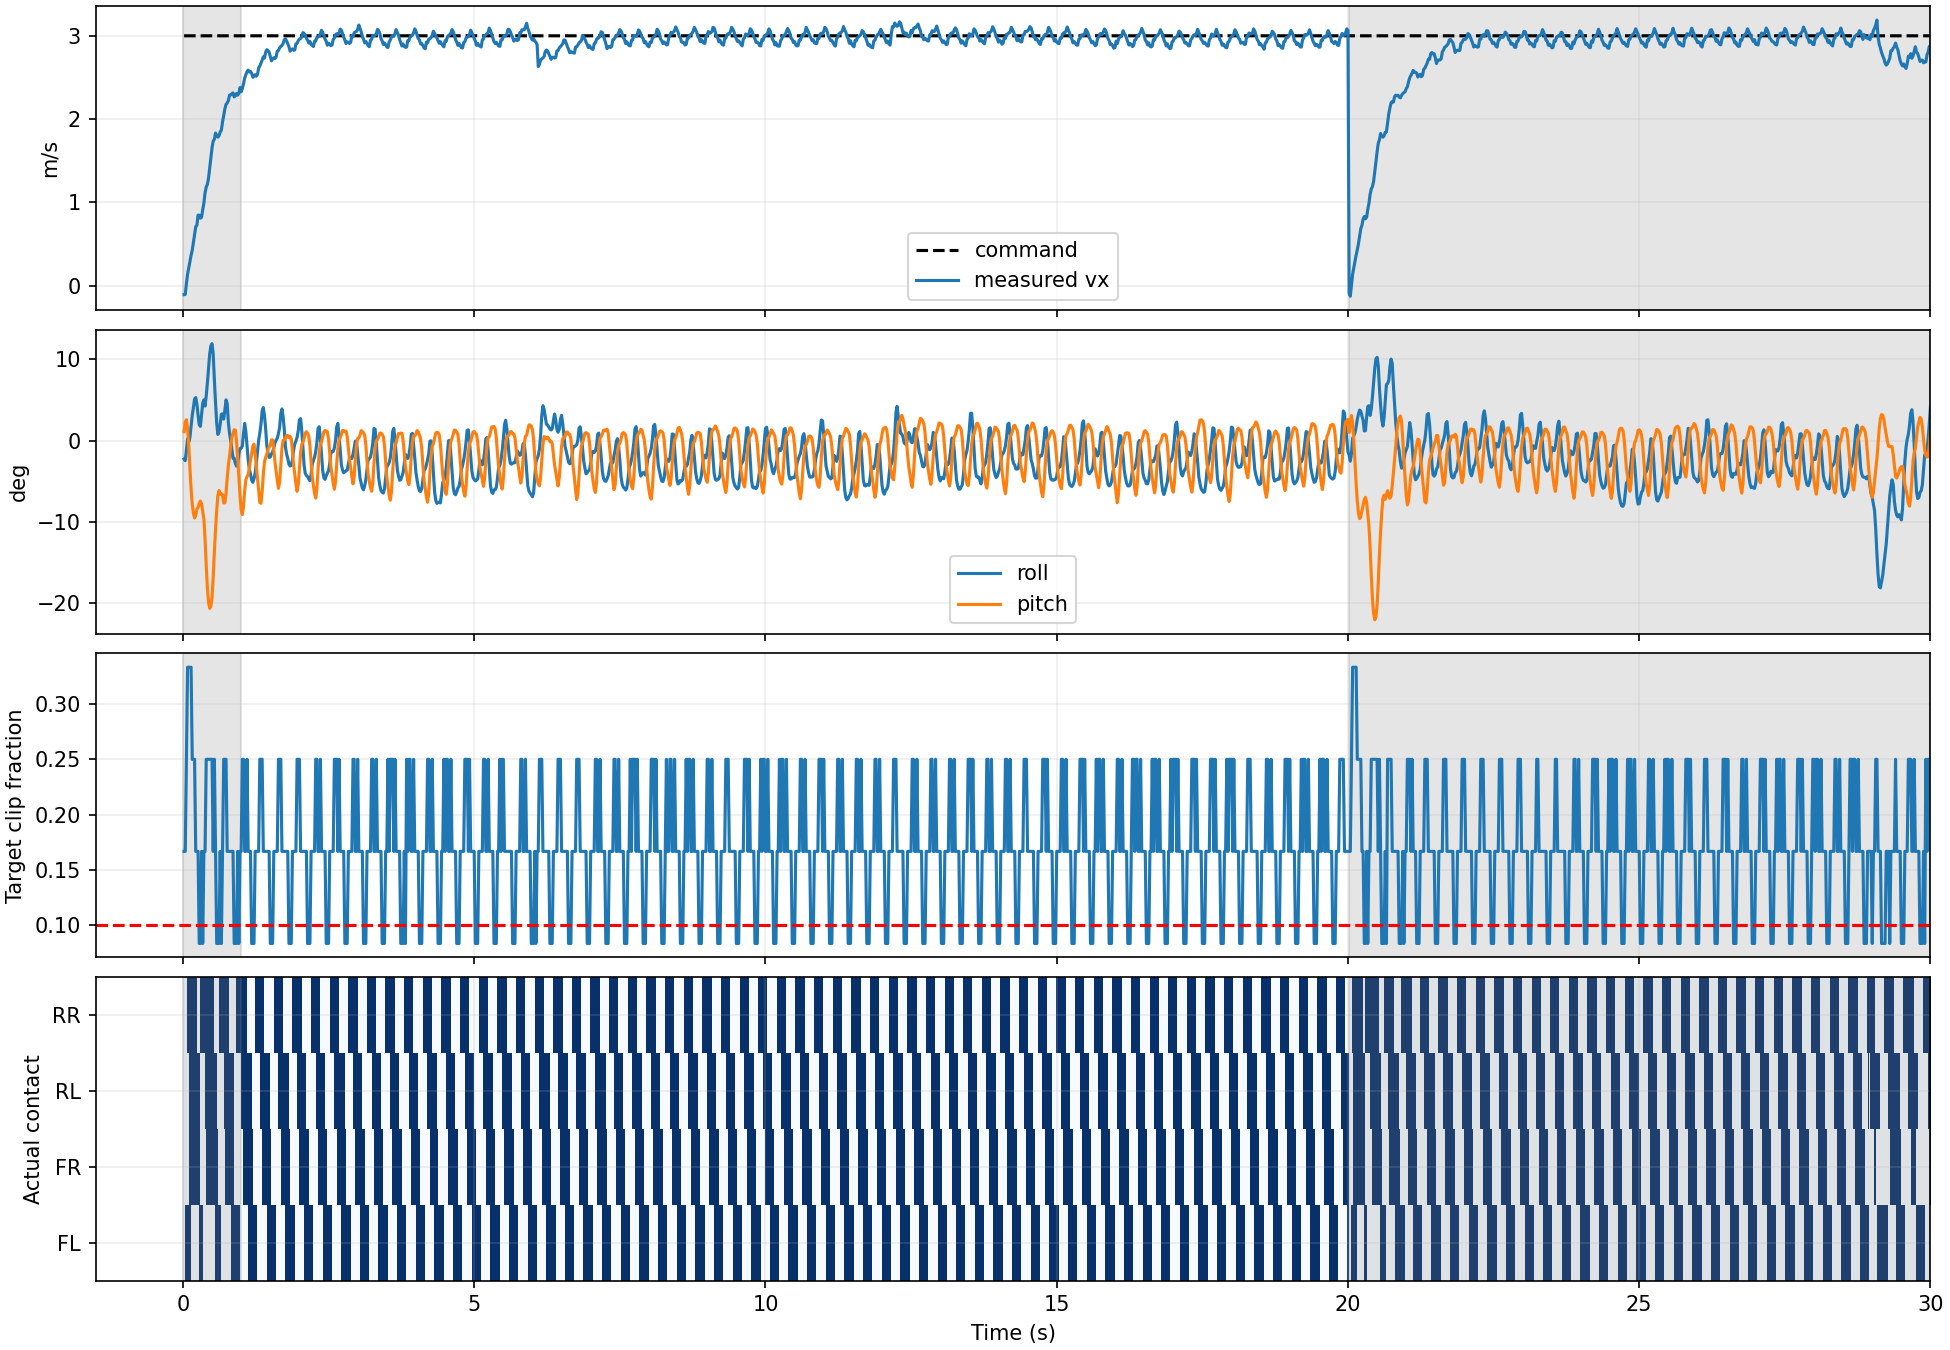 3
2
1
0
m/s
command
measured vx
10
0
−10
−20
deg
roll
pitch
0.30
0.25
0.20
0.15
0.10
Target clip fraction
RR
RL
FR
FL
Actual contact
0 5 10 15 20 25 30
Time (s)